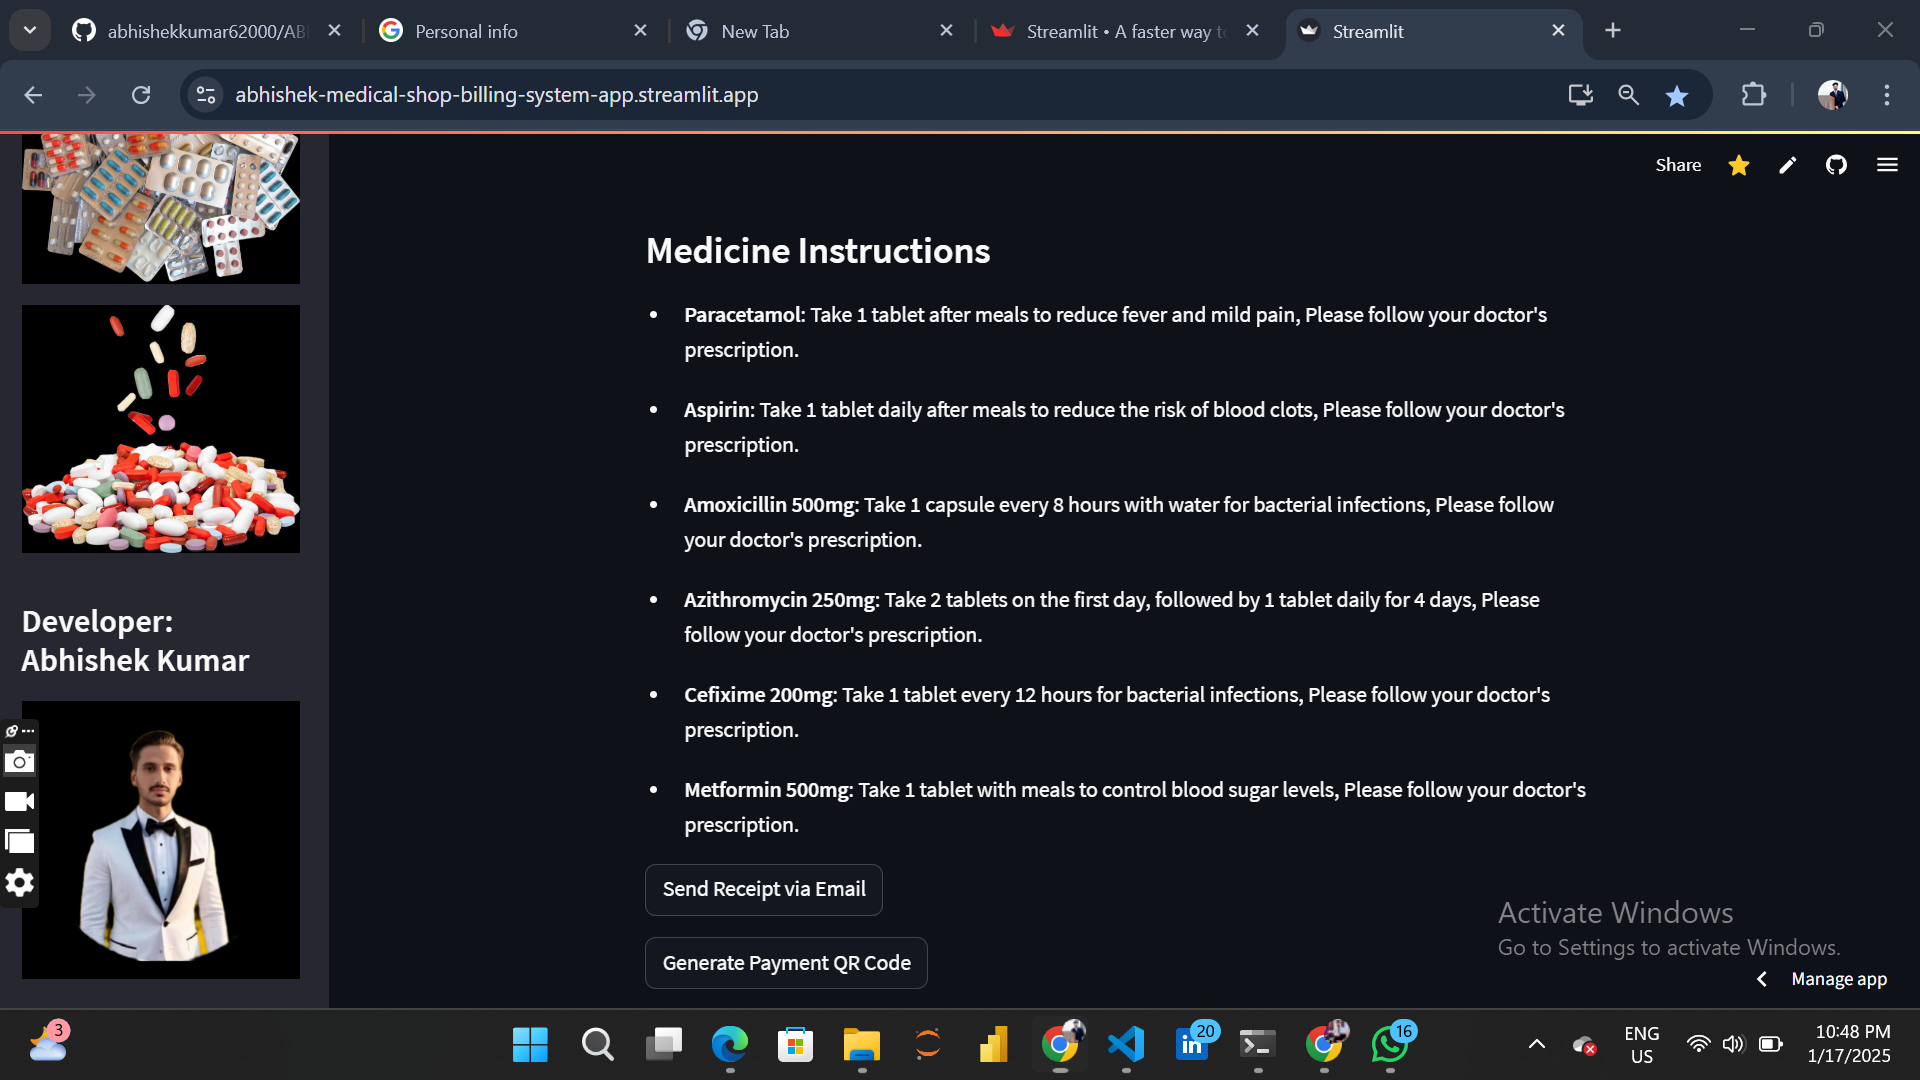 abhishekkumar62000/AB
Personal info
New Tab
Streamlit • A faster way to
Streamlit
abhishek-medical-shop-billing-system-app.streamlit.app
Share
Medicine Instructions
• Paracetamol: Take 1 tablet after meals to reduce fever and mild pain, Please follow your doctor's
prescription.
• Aspirin: Take 1 tablet daily after meals to reduce the risk of blood clots, Please follow your doctor's
prescription.
• Amoxicillin 500mg: Take 1 capsule every 8 hours with water for bacterial infections, Please follow
your doctor's prescription.
• Azithromycin 250mg: Take 2 tablets on the first day, followed by 1 tablet daily for 4 days, Please
follow your doctor's prescription.
• Cefixime 200mg: Take 1 tablet every 12 hours for bacterial infections, Please follow your doctor's
prescription.
• Metformin 500mg: Take 1 tablet with meals to control blood sugar levels, Please follow your doctor's
prescription.
Send Receipt via Email
Generate Payment QR Code
Developer:
Abhishek Kumar
Activate Windows
Go to Settings to activate Windows.
Manage app
3
in
20
16
ENG
US
10:48 PM
1/17/2025